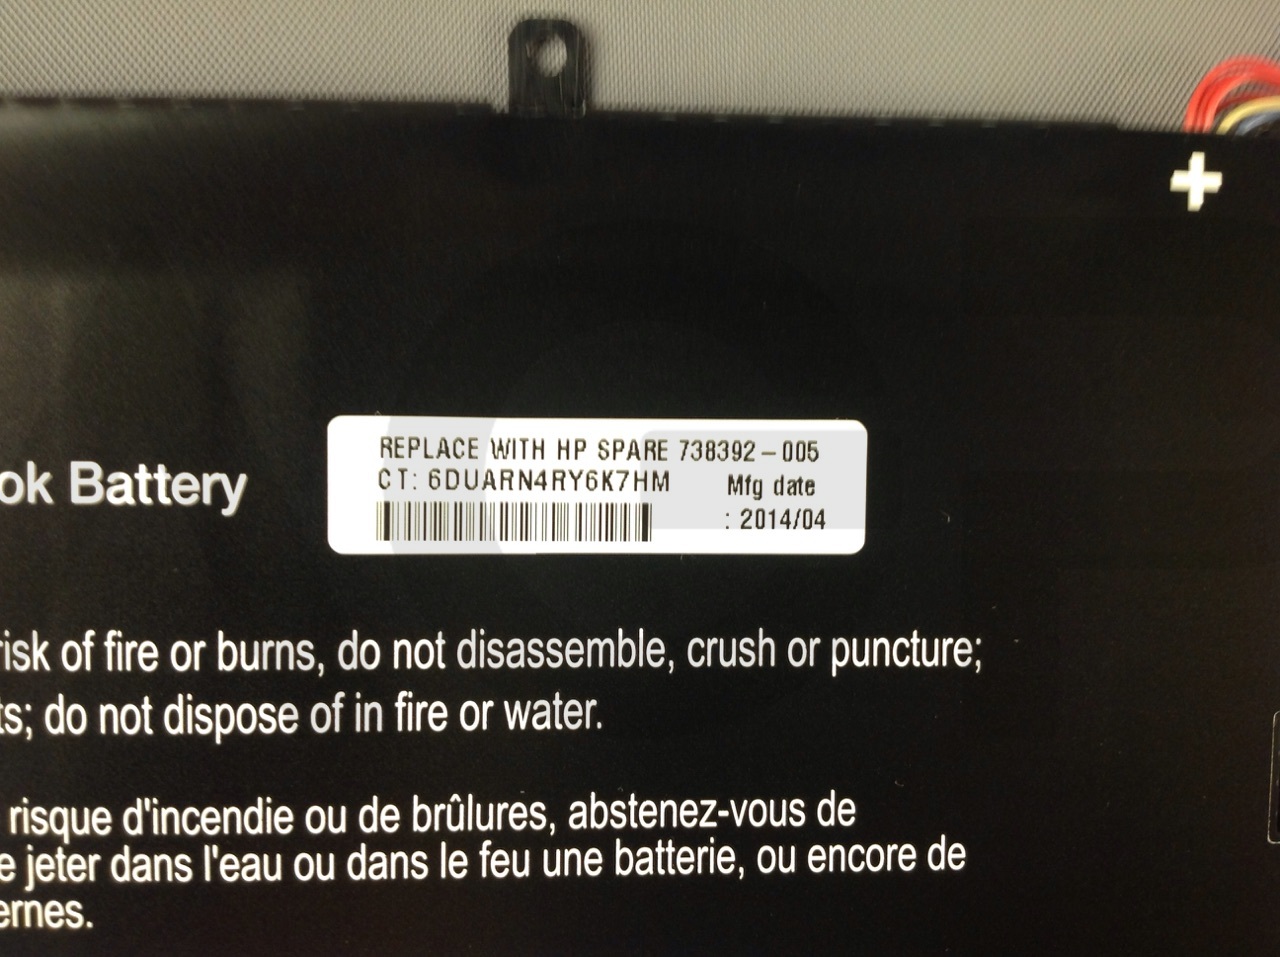 REPLACE WITH HP SPARE 738392-005
CT: 6DUARN4RY6K7HM
Mfg date
: 2014/04
ok Battery
risk of fire or burns, do not disassemble, crush or puncture;
ts; do not dispose of in fire or water.
risque d'incendie ou de brûlures, abstenez-vous de
e jeter dans l'eau ou dans le feu une batterie, ou encore de
ernes.